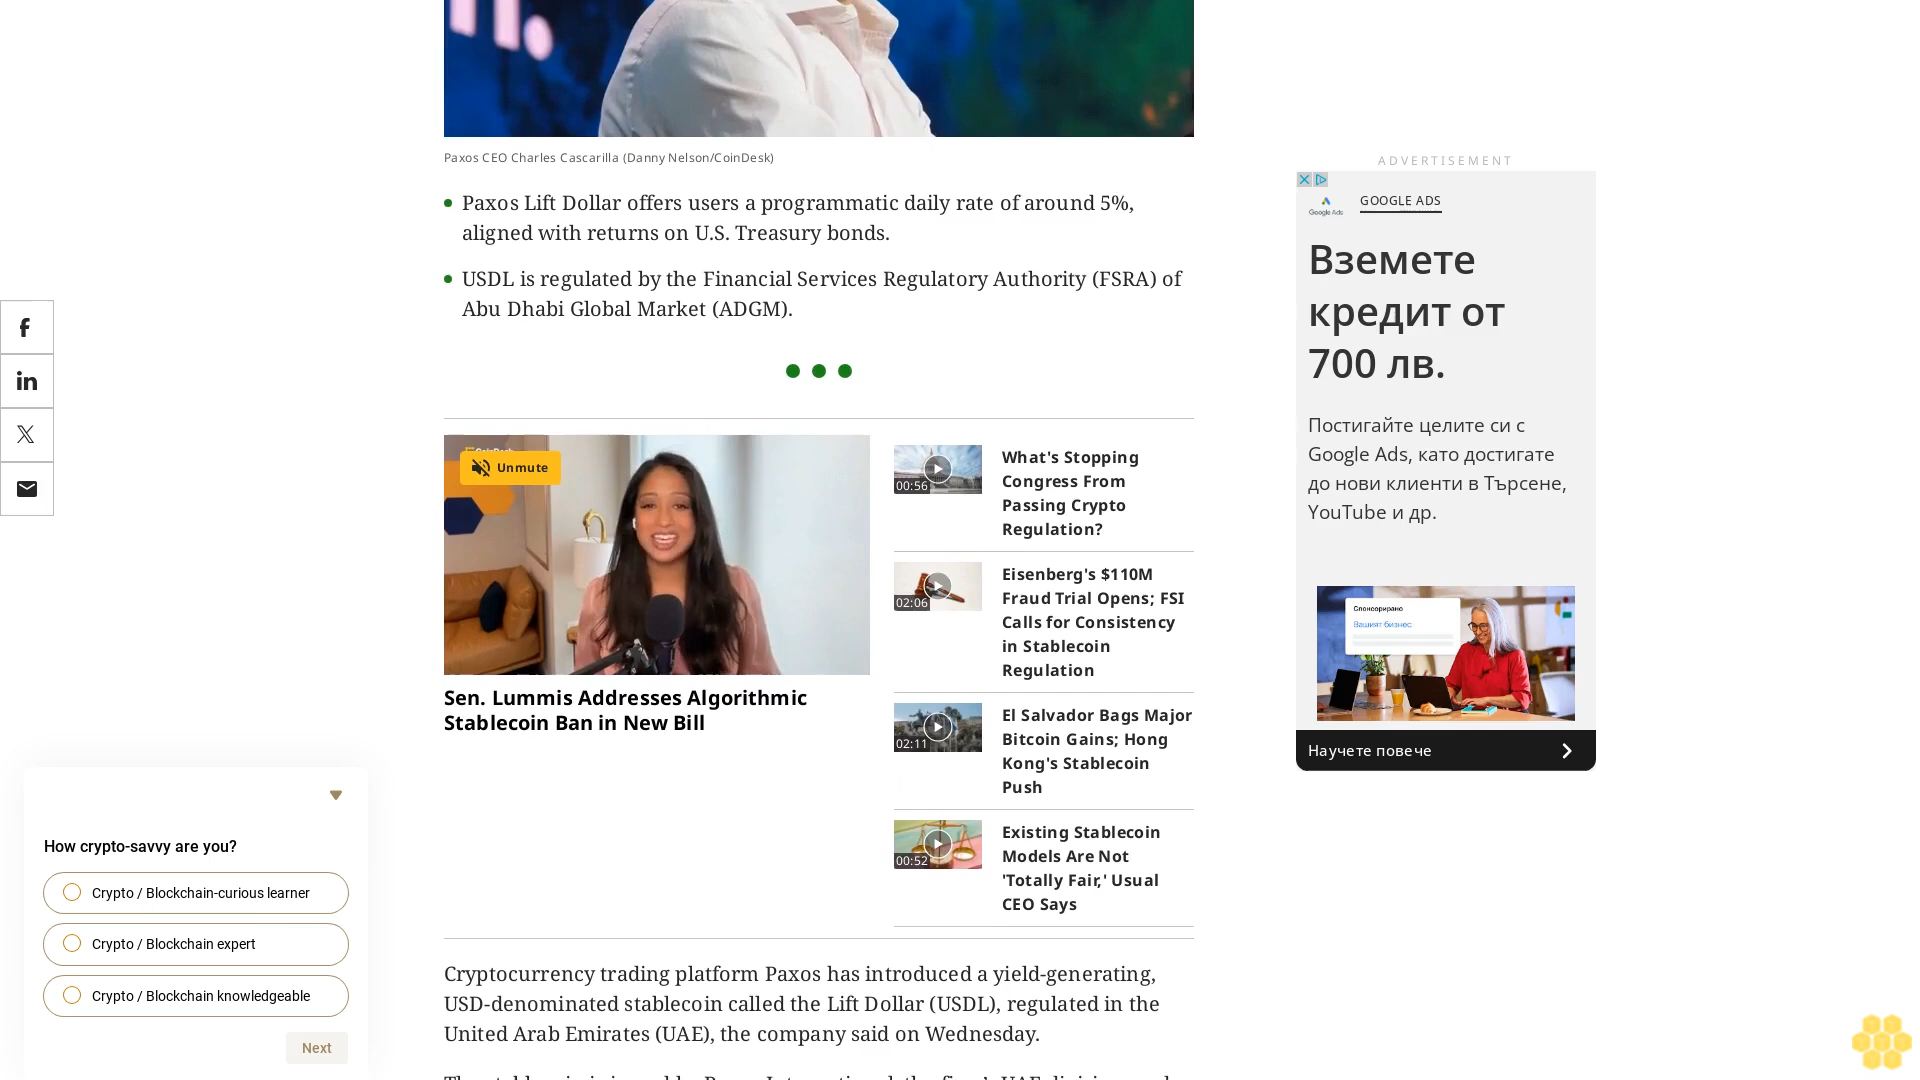 Paxos CEO Charles Cascarilla (Danny Nelson/CoinDesk)
Paxos Lift Dollar offers users a programmatic daily rate of around 5%,
aligned with returns on U.S. Treasury bonds.
USDL is regulated by the Financial Services Regulatory Authority (FSRA) of
Abu Dhabi Global Market (ADGM).
Unmute
Sen. Lummis Addresses Algorithmic
Stablecoin Ban in New Bill
00:56
What's Stopping
Congress From
Passing Crypto
Regulation?
02:06
Eisenberg's $110M
Fraud Trial Opens; FSI
Calls for Consistency
in Stablecoin
Regulation
02:11
El Salvador Bags Major
Bitcoin Gains; Hong
Kong's Stablecoin
Push
00:52
Existing Stablecoin
Models Are Not
'Totally Fair,' Usual
CEO Says
Cryptocurrency trading platform Paxos has introduced a yield-generating,
USD-denominated stablecoin called the Lift Dollar (USDL), regulated in the
United Arab Emirates (UAE), the company said on Wednesday.
ADVERTISEMENT
Google Ads
GOOGLE ADS
Вземете
кредит от
700 лв.
Постигайте целите си с
Google Ads, като достигате
до нови клиенти в Търсене,
YouTube и др.
Спонсорирано
Вашият бизнес
Научете повече
How crypto-savvy are you?
Crypto / Blockchain-curious learner
Crypto / Blockchain expert
Crypto / Blockchain knowledgeable
Next